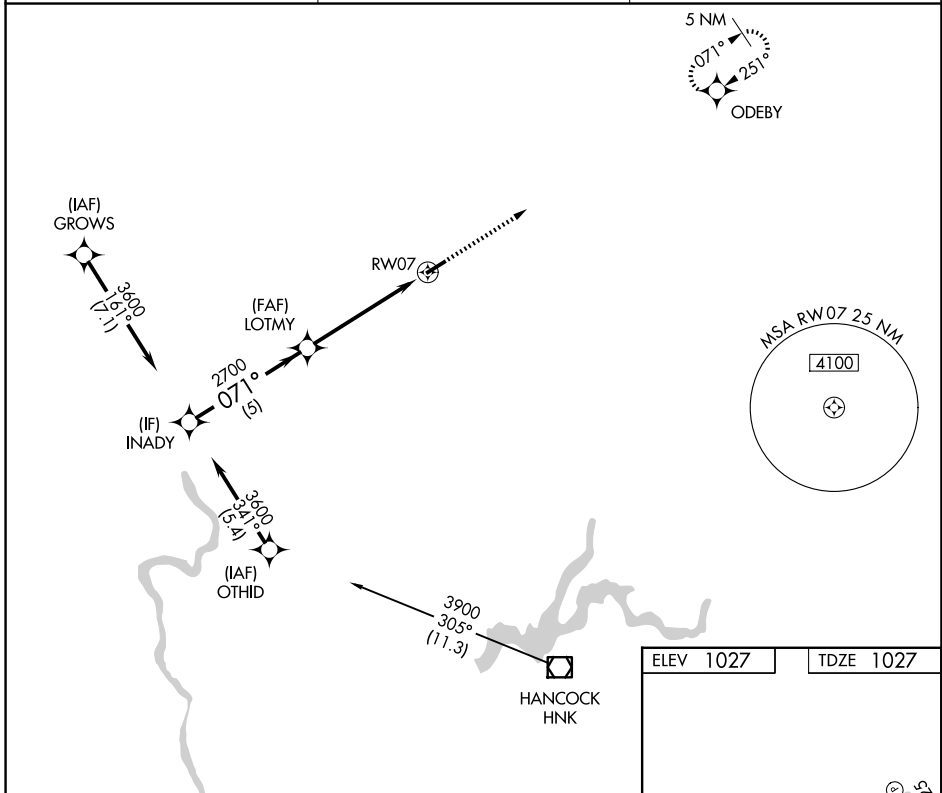 5 NM
071°
251°
ODEBY
(IAF)
GROWS
3600
161°
(7.1)
RW07
(FAF)
LOTMY
2700
071°
(5)
(IF)
INADY
MSA RW07 25 NM
4100
3600
341°
(5.4)
(IAF)
OTHID
3900
305°
(11.3)
HANCOCK
HNK
ELEV 1027
TDZE 1027
P
25